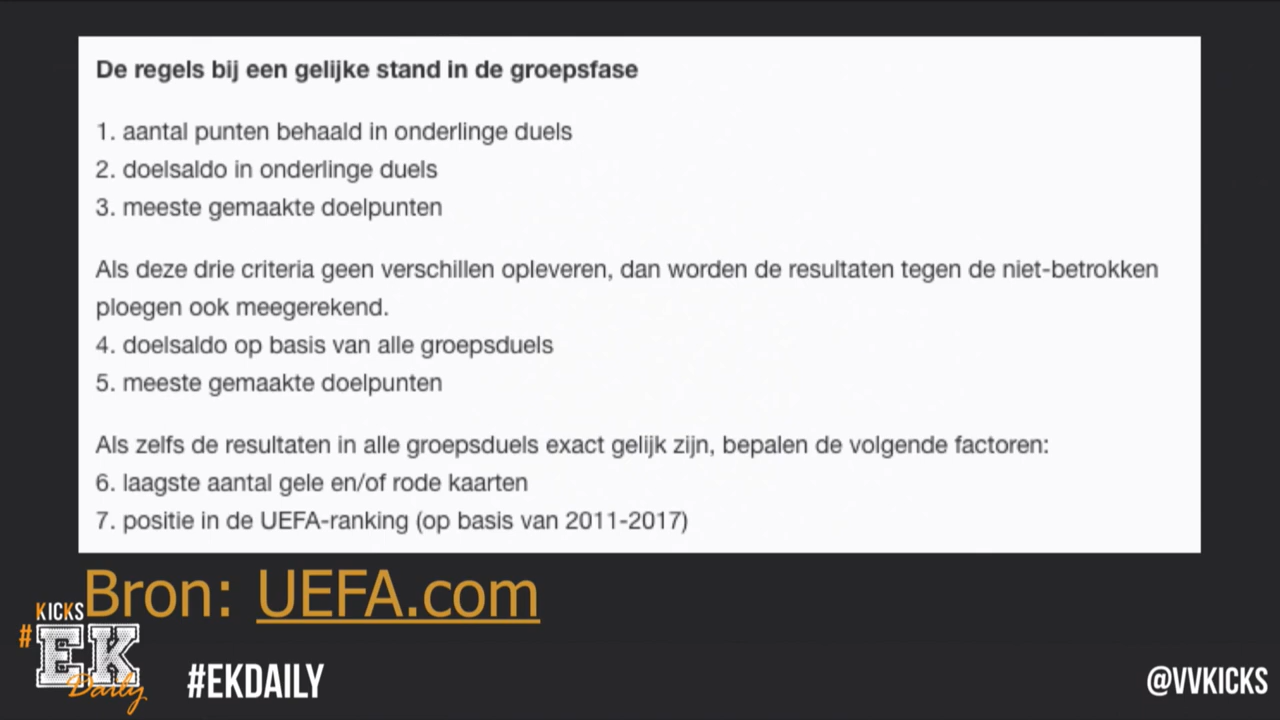 De regels bij een gelijke stand in de groepsfase
1. aantal punten behaald in onderlinge duels
2. doelsaldo in onderlinge duels
3. meeste gemaakte doelpunten
Als deze drie criteria geen verschillen opleveren, dan worden de resultaten tegen de niet-betrokken
ploegen ook meegerekend.
4. doelsaldo op basis van alle groepsduels
5. meeste gemaakte doelpunten
Als zelfs de resultaten in alle groepsduels exact gelijk zijn, bepalen de volgende factoren:
6. laagste aantal gele en/of rode kaarten
7. positie in de UEFA-ranking (op basis van 2011-2017)
Bron: UEFA.com
KICKS
#EK
Daily
#EKDAILY
@VVKICKS